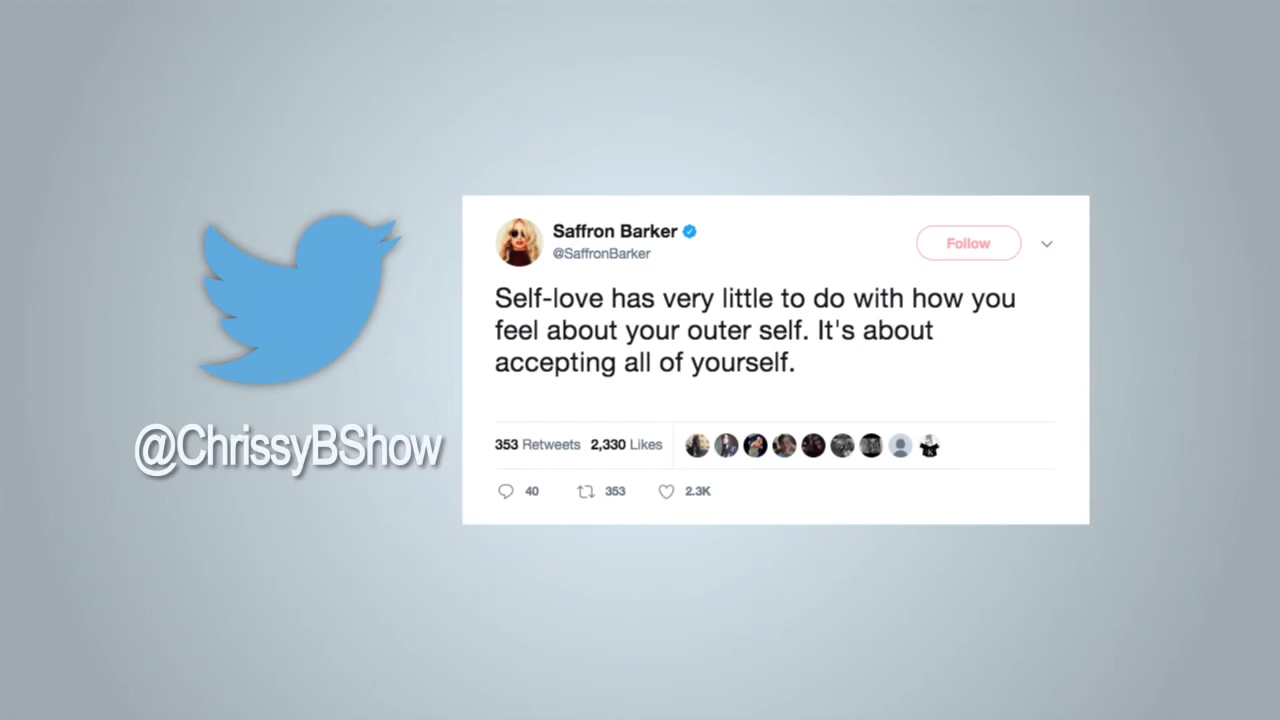 @ChrissyBShow
Saffron Barker
@SaffronBarker
Follow
Self-love has very little to do with how you
feel about your outer self. It's about
accepting all of yourself.
353 Retweets 2,330 Likes
40 353 2.3K